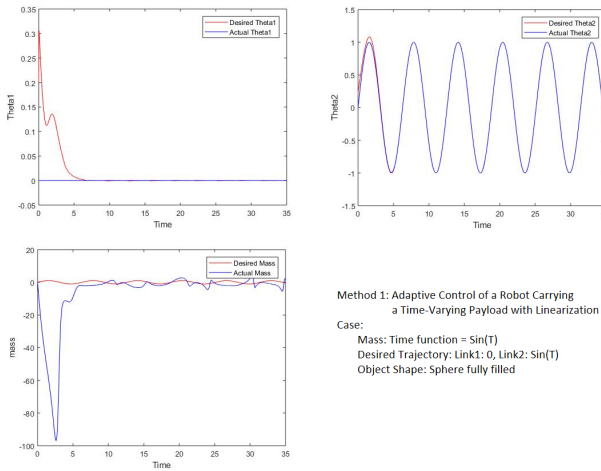 0.35
0.3
0.25
0.2
0.15
0.1
0.05
0
-0.05
Theta1
0 5 10 15 20 25 30 35
Time
Desired Theta1
Actual Theta1
1.5
1
0.5
0
-0.5
-1
-1.5
Theta2
0 5 10 15 20 25 30
Time
Desired Theta2
Actual Theta2
20
0
-20
-40
-60
-80
-100
mass
0 5 10 15 20 25 30 35
Time
Desired Mass
Actual Mass
Method 1: Adaptive Control of a Robot Carrying
a Time-Varying Payload with Linearization
Case:
Mass: Time function = Sin(T)
Desired Trajectory: Link1: 0, Link2: Sin(T)
Object Shape: Sphere fully filled